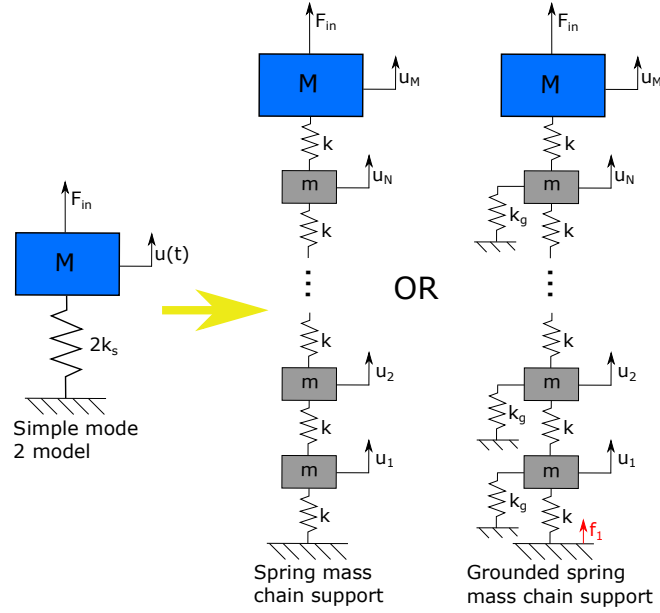 F_in
M
u(t)
2k_s
Simple mode
2 model
F_in
M
u_M
k
m
u_N
k
k
m
u_2
k
m
u_1
k
Spring mass
chain support
OR
F_in
M
u_M
k
m
u_N
k_g
k
k
m
u_2
k_g
k
m
u_1
k_g
k
f_1
Grounded spring
mass chain support